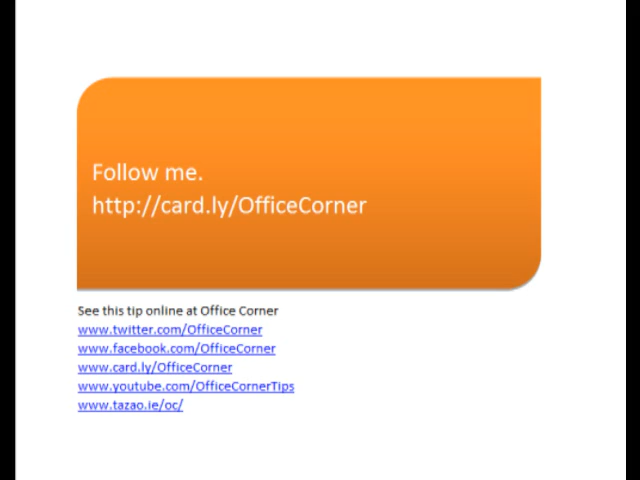 Follow me.
http://card.ly/OfficeCorner
See this tip online at Office Corner
www.twitter.com/OfficeCorner
www.facebook.com/OfficeCorner
www.card.ly/OfficeCorner
www.youtube.com/OfficeCornerTips
www.tazao.ie/oc/